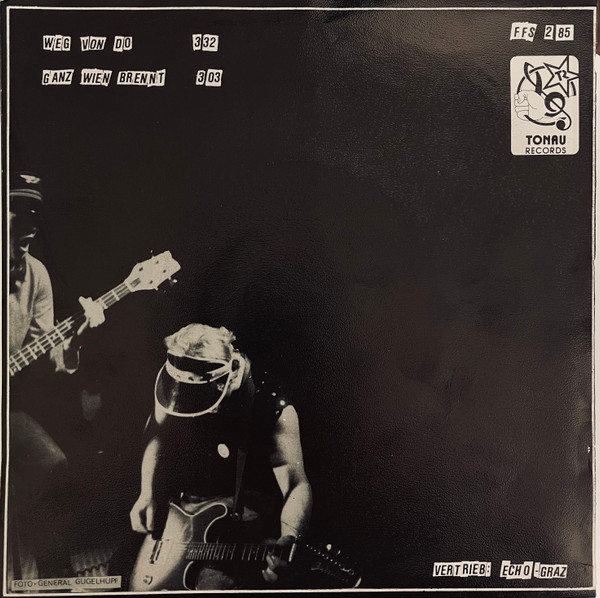 WEG VON DO 3 32
GANZ WIEN BRENNT 3 03
FFS 2 85
TONAU
RECORDS
FOTO·GENERAL GUGELHUPF
VERTRIEB: ECHO-GRAZ